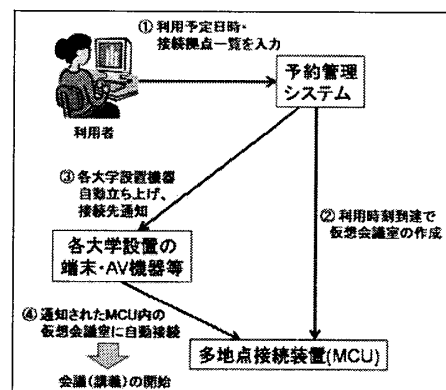 ① 利用予定日時・
接続拠点一覧を入力
予約管理
システム
利用者
③ 各大学設置機器
自動立ち上げ、
接続先通知
② 利用時刻到達で
仮想会議室の作成
各大学設置の
端末・AV機器等
④ 通知されたMCU内の
仮想会議室に自動接続
多地点接続装置(MCU)
会議(講義)の開始